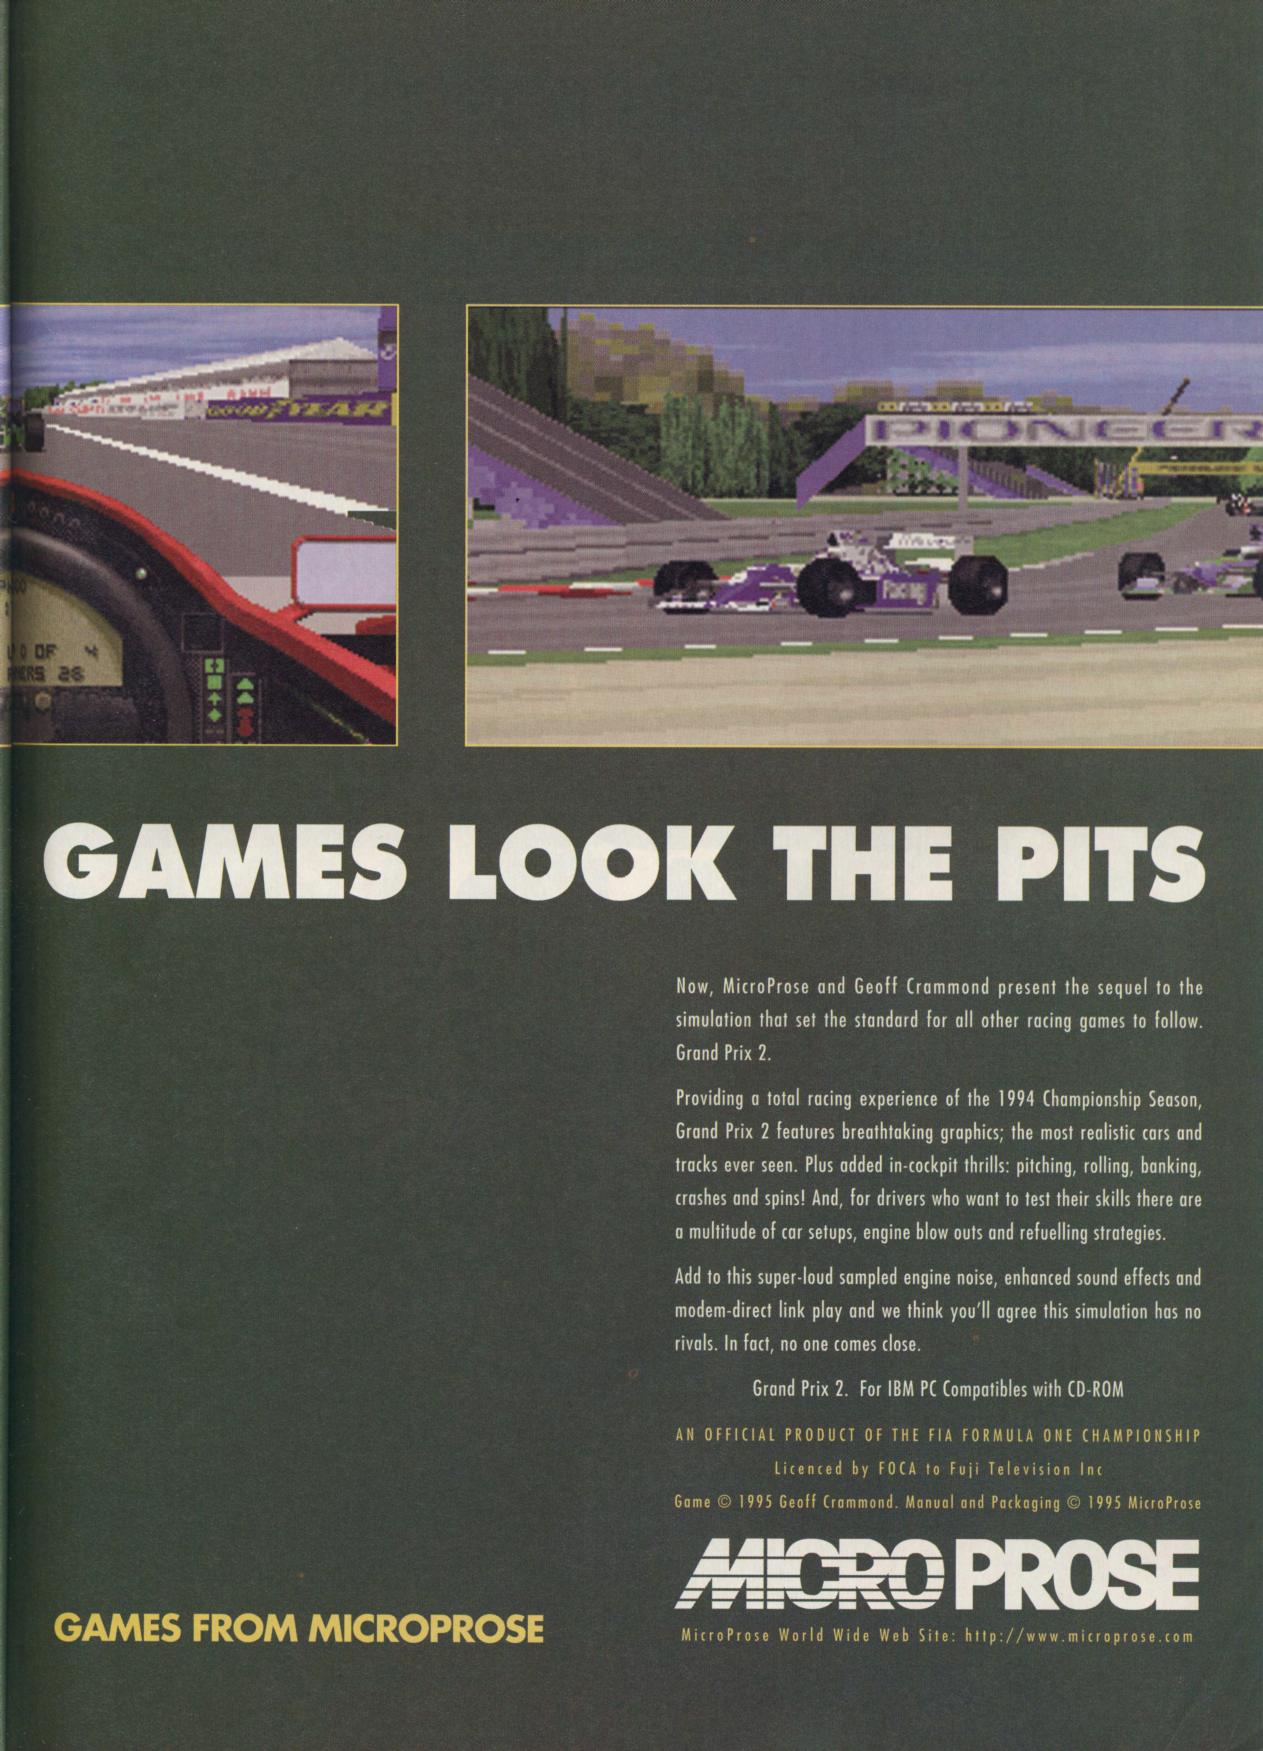 GOOD YEAR
PIONEER
Racing
OF 4
26
GAMES LOOK THE PITS
Now, MicroProse and Geoff Crammond present the sequel to the
simulation that set the standard for all other racing games to follow.
Grand Prix 2.
Providing a total racing experience of the 1994 Championship Season,
Grand Prix 2 features breathtaking graphics; the most realistic cars and
tracks ever seen. Plus added in-cockpit thrills: pitching, rolling, banking,
crashes and spins! And, for drivers who want to test their skills there are
a multitude of car setups, engine blow outs and refuelling strategies.
Add to this super-loud sampled engine noise, enhanced sound effects and
modem-direct link play and we think you'll agree this simulation has no
rivals. In fact, no one comes close.
Grand Prix 2. For IBM PC Compatibles with CD-ROM
AN OFFICIAL PRODUCT OF THE FIA FORMULA ONE CHAMPIONSHIP
Licenced by FOCA to Fuji Television Inc
Game © 1995 Geoff Crammond. Manual and Packaging © 1995 MicroProse
MICRO PROSE
GAMES FROM MICROPROSE
MicroProse World Wide Web Site: http://www.microprose.com